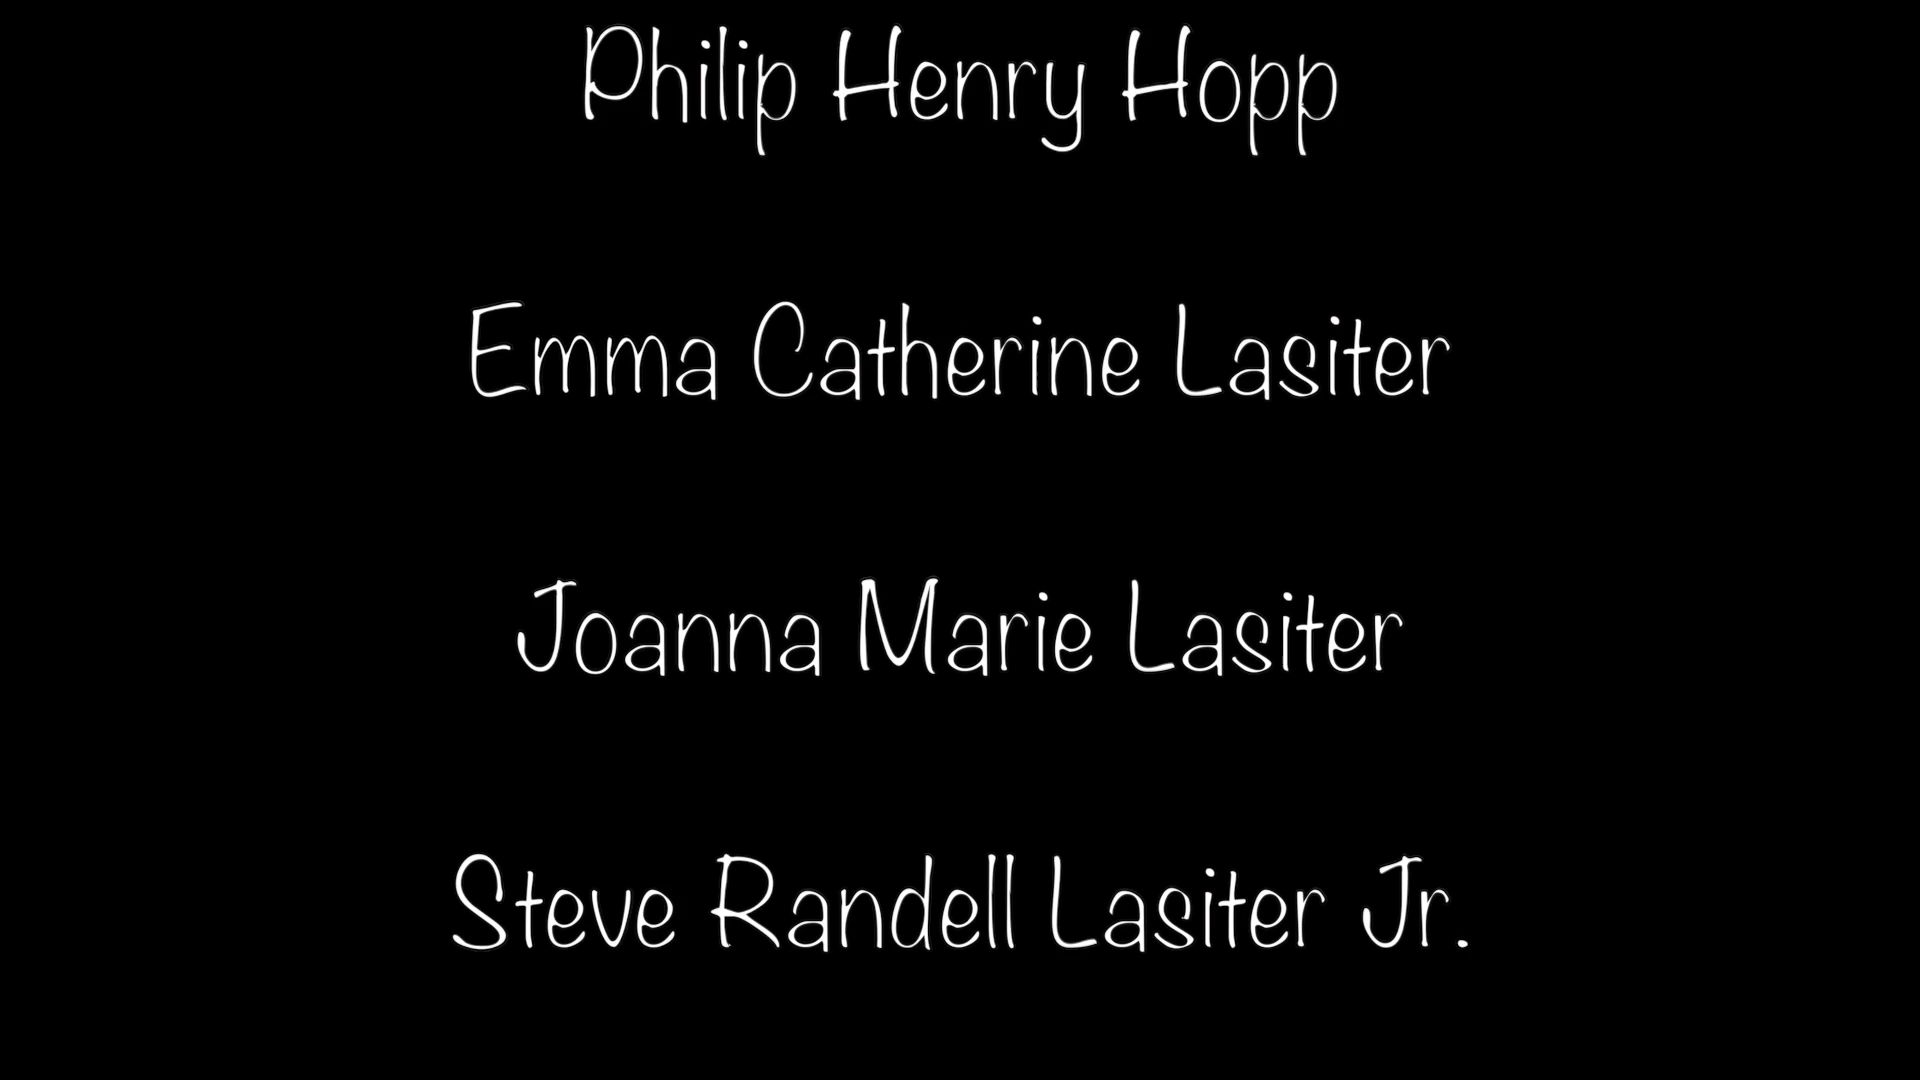 Philip Henry Hopp
Emma Catherine Lasiter
Joanna Marie Lasiter
Steve Randell Lasiter Jr.